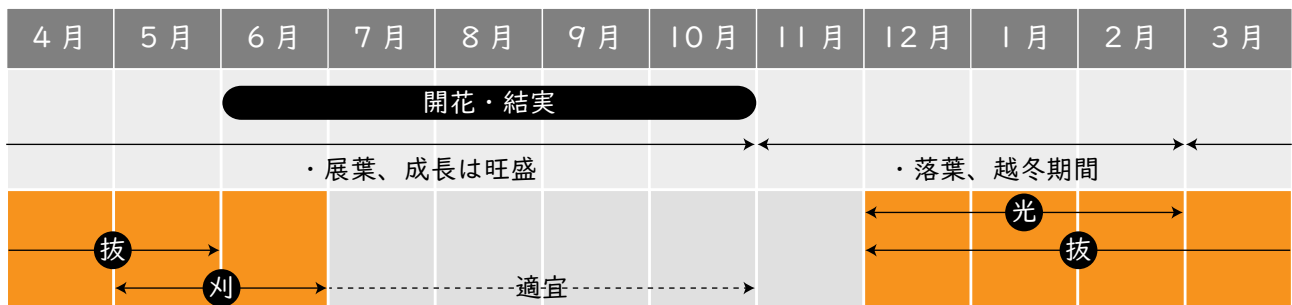 4月 5月 6月 7月 8月 9月 10月 11月 12月 1月 2月 3月
開花・結実
・展葉、成長は旺盛 ・落葉、越冬期間
光
抜 抜
刈 適宜